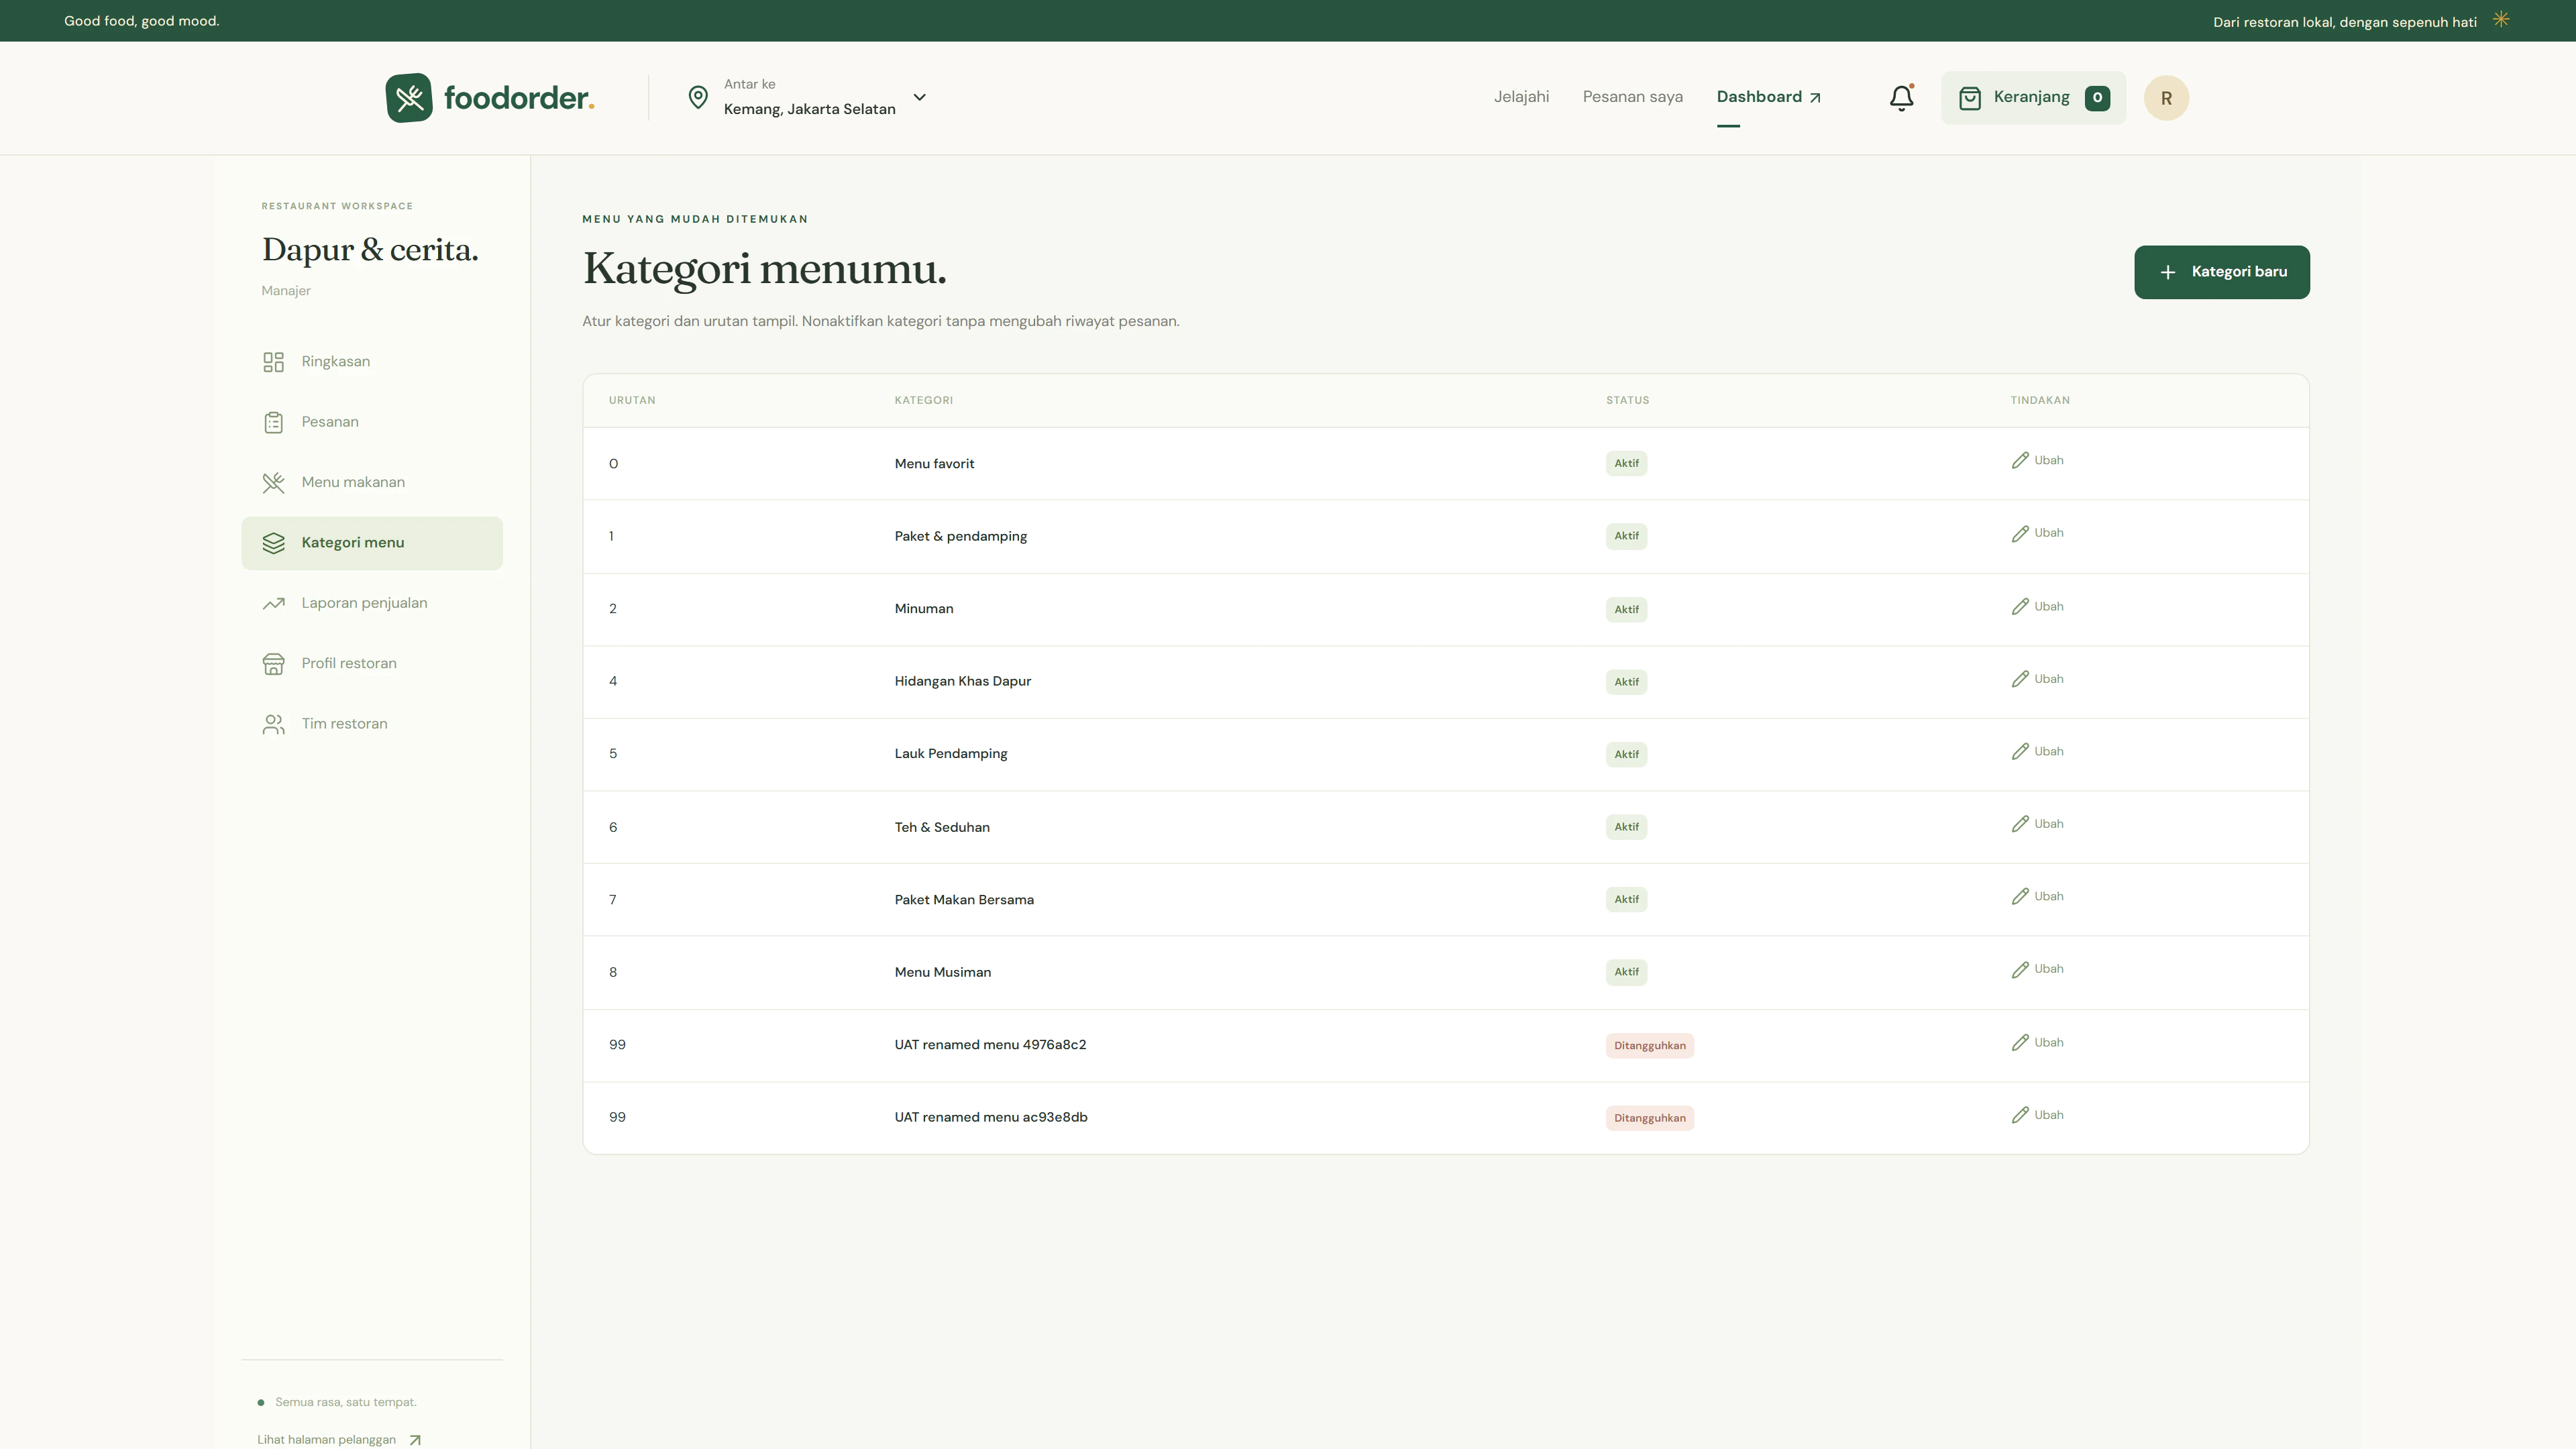 Good food, good mood.
Dari restoran lokal, dengan sepenuh hati
foodorder.
Antar ke
Kemang, Jakarta Selatan
Jelajahi
Pesanan saya
Dashboard
Keranjang 0
R
RESTAURANT WORKSPACE
Dapur & cerita.
Manajer
Ringkasan
Pesanan
Menu makanan
Kategori menu
Laporan penjualan
Profil restoran
Tim restoran
Semua rasa, satu tempat.
Lihat halaman pelanggan
MENU YANG MUDAH DITEMUKAN
Kategori menumu.
Atur kategori dan urutan tampil. Nonaktifkan kategori tanpa mengubah riwayat pesanan.
Kategori baru
URUTAN KATEGORI STATUS TINDAKAN
0 Menu favorit Aktif Ubah
1 Paket & pendamping Aktif Ubah
2 Minuman Aktif Ubah
4 Hidangan Khas Dapur Aktif Ubah
5 Lauk Pendamping Aktif Ubah
6 Teh & Seduhan Aktif Ubah
7 Paket Makan Bersama Aktif Ubah
8 Menu Musiman Aktif Ubah
99 UAT renamed menu 4976a8c2 Ditangguhkan Ubah
99 UAT renamed menu ac93e8db Ditangguhkan Ubah